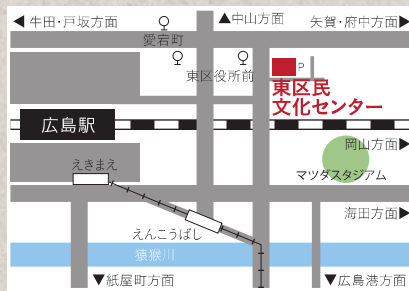 ◀牛田・戸坂方面
▲中山方面
矢賀・府中方面▶
愛宕町
東区役所前
P
東区民
文化センター
広島駅
岡山方面▶
えきまえ
マツダスタジアム
海田方面▶
えんこうばし
猿猴川
▼紙屋町方面
▼広島港方面